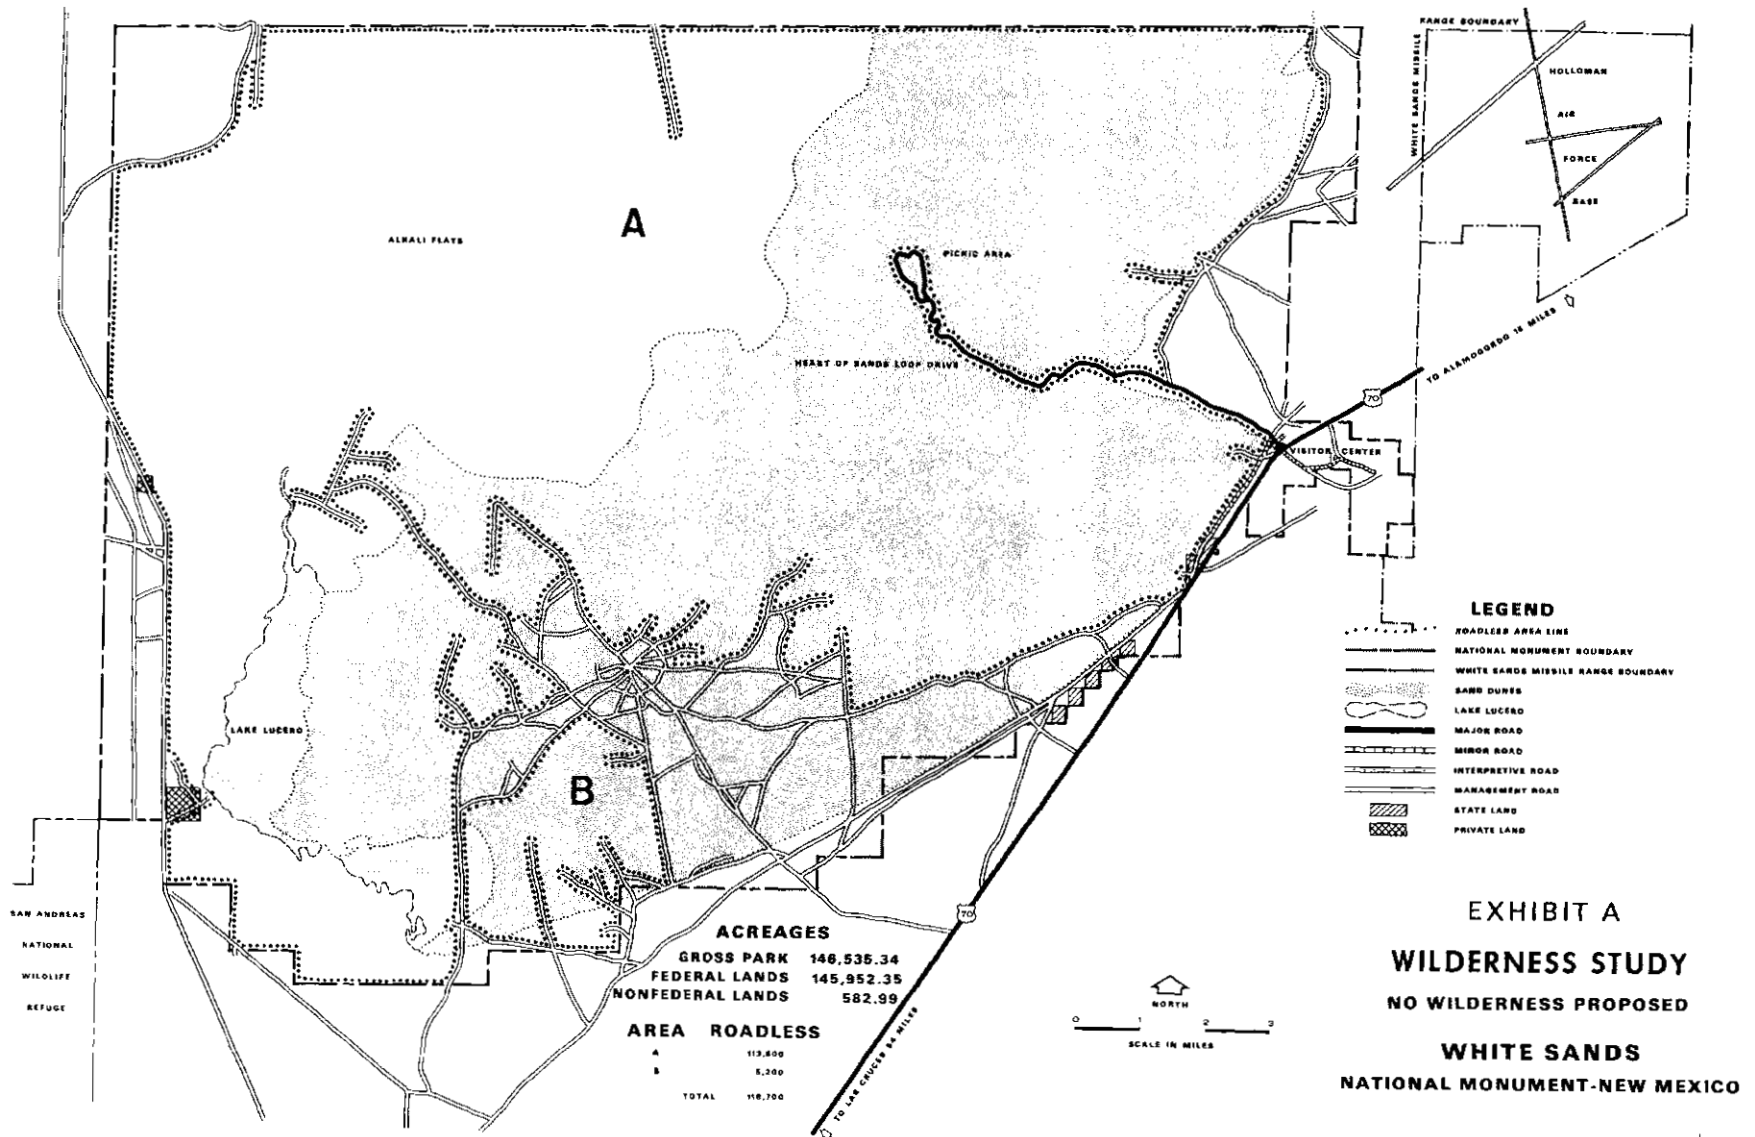 RANGE BOUNDARY
WHITE SANDS MISSILE
HOLLOMAN
AIR
FORCE
BASE
A
ALKALI FLATS
PICNIC AREA
HEART OF SANDS LOOP DRIVE
TO ALAMOGORDO 15 MILES
70
VISITOR CENTER
LAKE LUCERO
B
SAN ANDREAS
NATIONAL
WILDLIFE
REFUGE
70
TO LAS CRUCES 54 MILES
LEGEND
ROADLESS AREA LINE
NATIONAL MONUMENT BOUNDARY
WHITE SANDS MISSILE RANGE BOUNDARY
SAND DUNES
LAKE LUCERO
MAJOR ROAD
MINOR ROAD
INTERPRETIVE ROAD
MANAGEMENT ROAD
STATE LAND
PRIVATE LAND
ACREAGES
GROSS PARK 146,535.34
FEDERAL LANDS 145,952.35
NONFEDERAL LANDS 582.99
AREA ROADLESS
A
B 5,200
TOTAL 118,700
NORTH
0 1 2 3
SCALE IN MILES
EXHIBIT A
WILDERNESS STUDY
NO WILDERNESS PROPOSED
WHITE SANDS
NATIONAL MONUMENT-NEW MEXICO